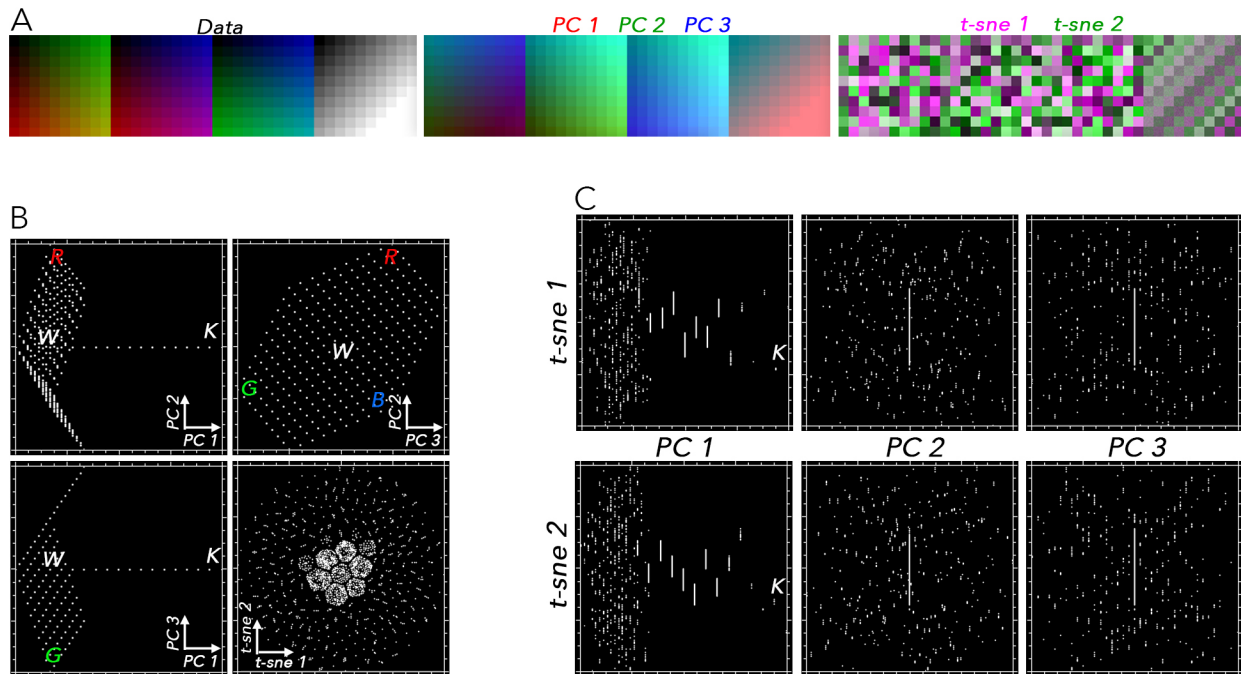 A
Data
PC 1 PC 2 PC 3
t-sne 1 t-sne 2
B
C
R
W
K
PC 2
PC 1
R
W
G
B
PC 2
PC 3
t-sne 1
K
PC 1
PC 2
PC 3
W
K
G
PC 3
PC 1
t-sne 2
t-sne 1
t-sne 2
K